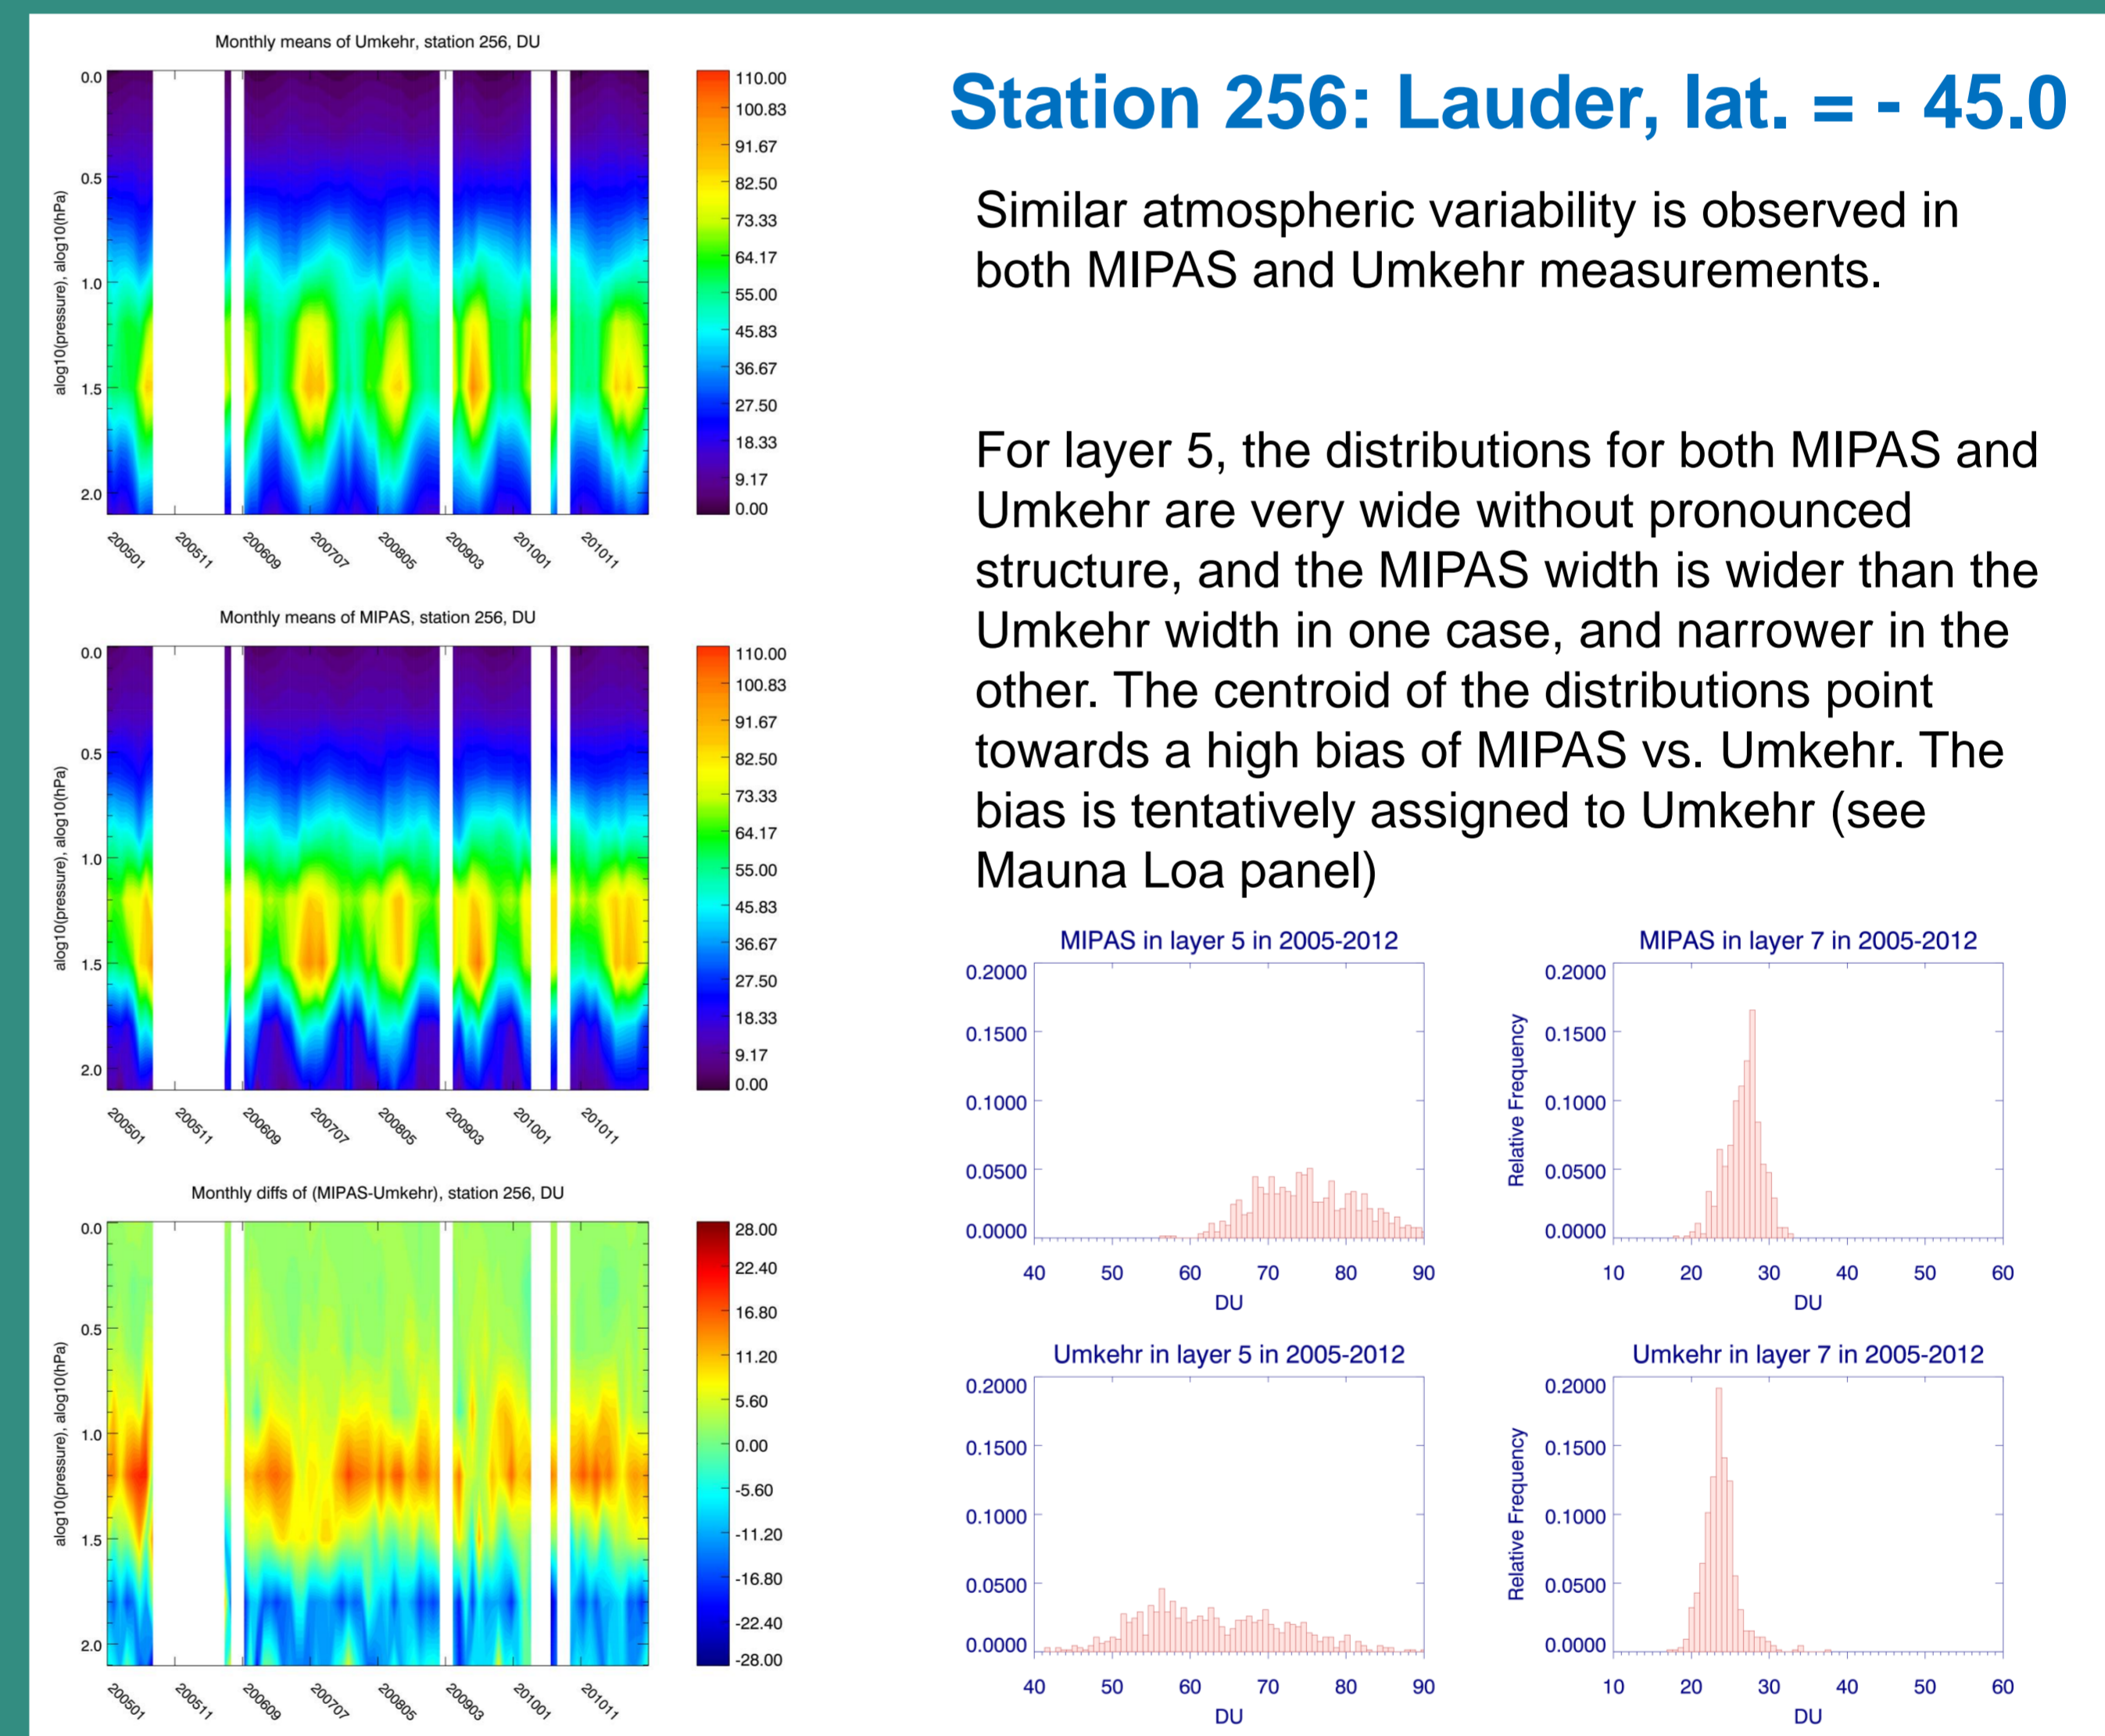 Monthly means of Umkehr, station 256, DU
alog10(pressure), alog10(hPa)
0.0
0.5
1.0
1.5
2.0
200501 200511 200609 200707 200805 200903 201001 201011
110.00
100.83
91.67
82.50
73.33
64.17
55.00
45.83
36.67
27.50
18.33
9.17
0.00
Monthly means of MIPAS, station 256, DU
alog10(pressure), alog10(hPa)
0.0
0.5
1.0
1.5
2.0
200501 200511 200609 200707 200805 200903 201001 201011
110.00
100.83
91.67
82.50
73.33
64.17
55.00
45.83
36.67
27.50
18.33
9.17
0.00
Monthly diffs of (MIPAS-Umkehr), station 256, DU
alog10(pressure), alog10(hPa)
0.0
0.5
1.0
1.5
2.0
200501 200511 200609 200707 200805 200903 201001 201011
28.00
22.40
16.80
11.20
5.60
0.00
-5.60
-11.20
-16.80
-22.40
-28.00
Station 256: Lauder, lat. = - 45.0
Similar atmospheric variability is observed in
both MIPAS and Umkehr measurements.
For layer 5, the distributions for both MIPAS and
Umkehr are very wide without pronounced
structure, and the MIPAS width is wider than the
Umkehr width in one case, and narrower in the
other. The centroid of the distributions point
towards a high bias of MIPAS vs. Umkehr. The
bias is tentatively assigned to Umkehr (see
Mauna Loa panel)
MIPAS in layer 5 in 2005-2012
0.2000
0.1500
0.1000
0.0500
0.0000
40 50 60 70 80 90
DU
MIPAS in layer 7 in 2005-2012
Relative Frequency
0.2000
0.1500
0.1000
0.0500
0.0000
10 20 30 40 50 60
DU
Umkehr in layer 5 in 2005-2012
0.2000
0.1500
0.1000
0.0500
0.0000
40 50 60 70 80 90
DU
Umkehr in layer 7 in 2005-2012
Relative Frequency
0.2000
0.1500
0.1000
0.0500
0.0000
10 20 30 40 50 60
DU